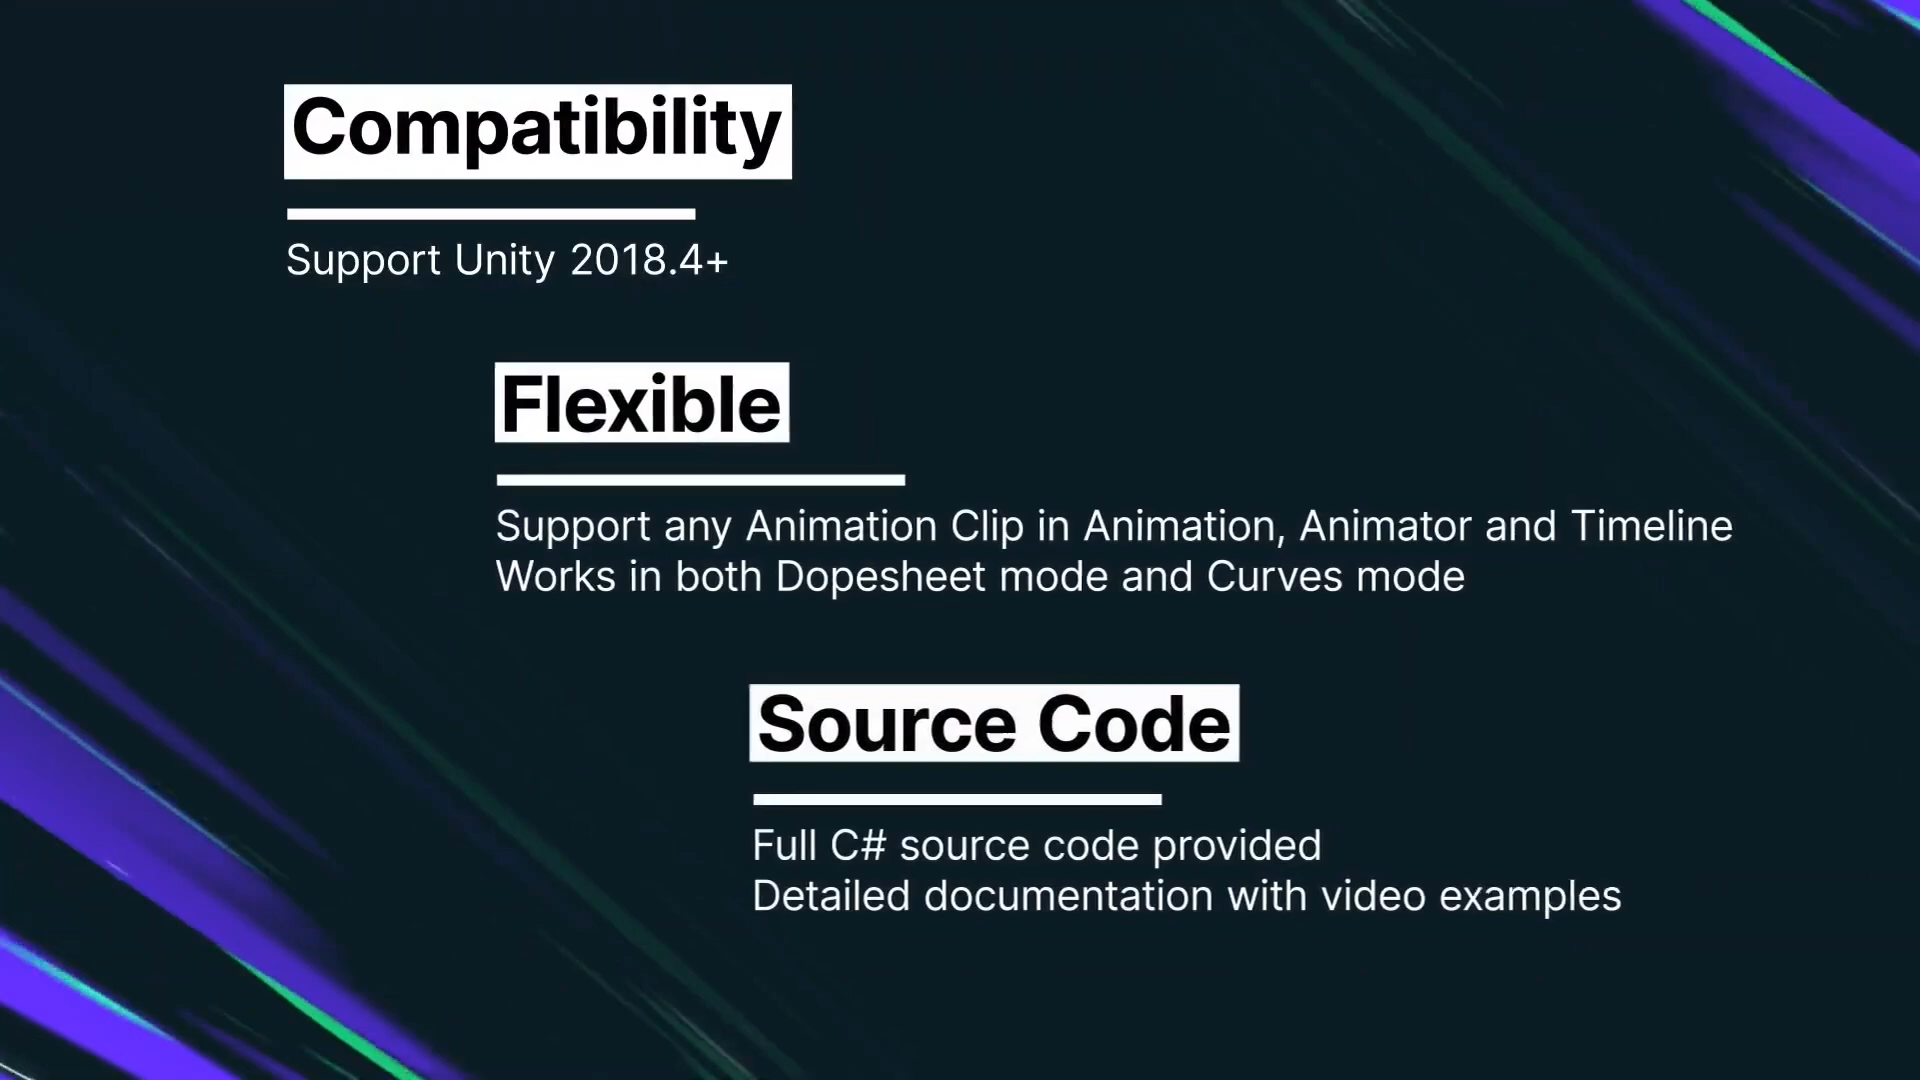 Compatibility
Support Unity 2018.4+
Flexible
Support any Animation Clip in Animation, Animator and Timeline
Works in both Dopesheet mode and Curves mode
Source Code
Full C# source code provided
Detailed documentation with video examples